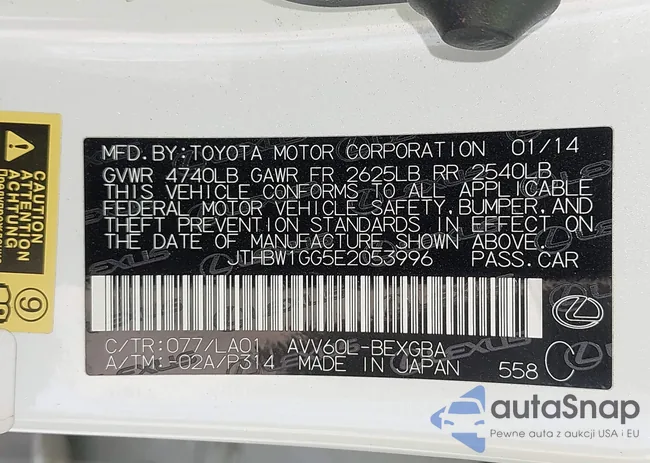 MFD.BY:TOYOTA MOTOR CORPORATION 01/14
GVWR 4740LB GAWR FR 2625LB RR 2540LB
THIS VEHICLE CONFORMS TO ALL APPLICABLE
FEDERAL MOTOR VEHICLE SAFETY,BUMPER,AND
THEFT PREVENTION STANDARDS IN EFFECT ON
THE DATE OF MANUFACTURE SHOWN ABOVE.
JTHBW1GG5E2053996 PASS.CAR
C/TR:077/LA01 AVV60L-BEXGBA
A/TM:-02A/P314 MADE IN JAPAN 558 C
CAUTION
ATTENTION
ACHTUNG
9
LEXUS
autaSnap
Pewne auta z aukcji USA i EU